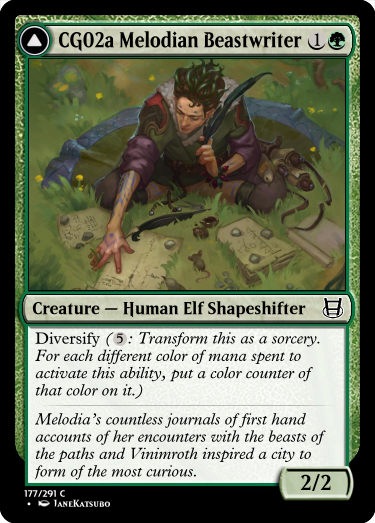 CG02a Melodian Beastwriter 1
Creature — Human Elf Shapeshifter
Diversify (5: Transform this as a sorcery.
For each different color of mana spent to
activate this ability, put a color counter of
that color on it.)
Melodia's countless journals of first hand
accounts of her encounters with the beasts of
the paths and Vinimroth inspired a city to
form of the most curious.
2/2
177/291 C
• JaneKatsubo